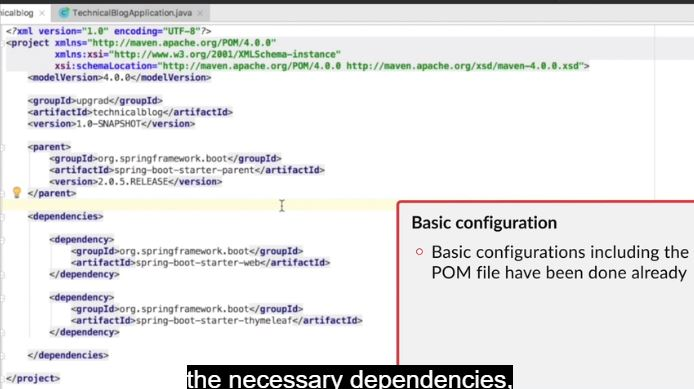 nicalblog × TechnicalBlogApplication.java ×
<?xml version="1.0" encoding="UTF-8"?>
<project xmlns="http://maven.apache.org/POM/4.0.0"
xmlns:xsi="http://www.w3.org/2001/XMLSchema-instance"
xsi:schemaLocation="http://maven.apache.org/POM/4.0.0 http://maven.apache.org/xsd/maven-4.0.0.xsd">
<modelVersion>4.0.0</modelVersion>
<groupId>upgrad</groupId>
<artifactId>technicalblog</artifactId>
<version>1.0-SNAPSHOT</version>
<parent>
<groupId>org.springframework.boot</groupId>
<artifactId>spring-boot-starter-parent</artifactId>
<version>2.0.5.RELEASE</version>
</parent>
<dependencies>
<dependency>
<groupId>org.springframework.boot</groupId>
<artifactId>spring-boot-starter-web</artifactId>
</dependency>
<dependency>
<groupId>org.springframework.boot</groupId>
<artifactId>spring-boot-starter-thymeleaf</artifactId>
</dependency>
</dependencies>
</project>
Basic configuration
Basic configurations including the
POM file have been done already
the necessary dependencies,